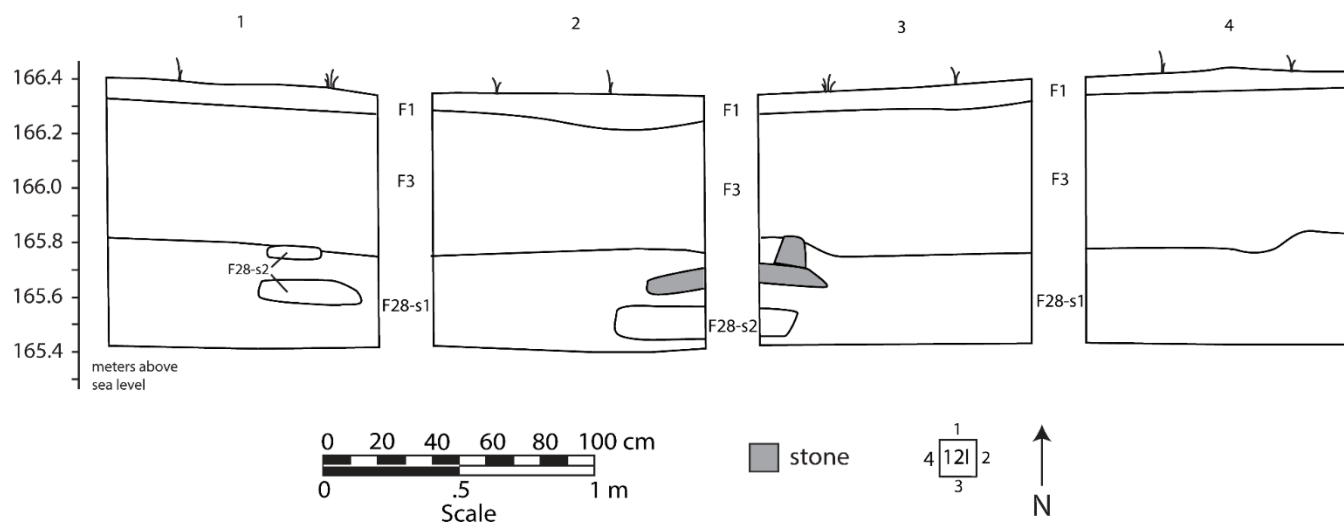 1 2 3 4
166.4
166.2
166.0
165.8
165.6
165.4
meters above
sea level
F1
F3
F28-s2
F28-s1
F3
F28-s2
F1
F3
F28-s1
0 20 40 60 80 100 cm
0 .5 1 m
Scale
stone
1
4 12I 2
3
N